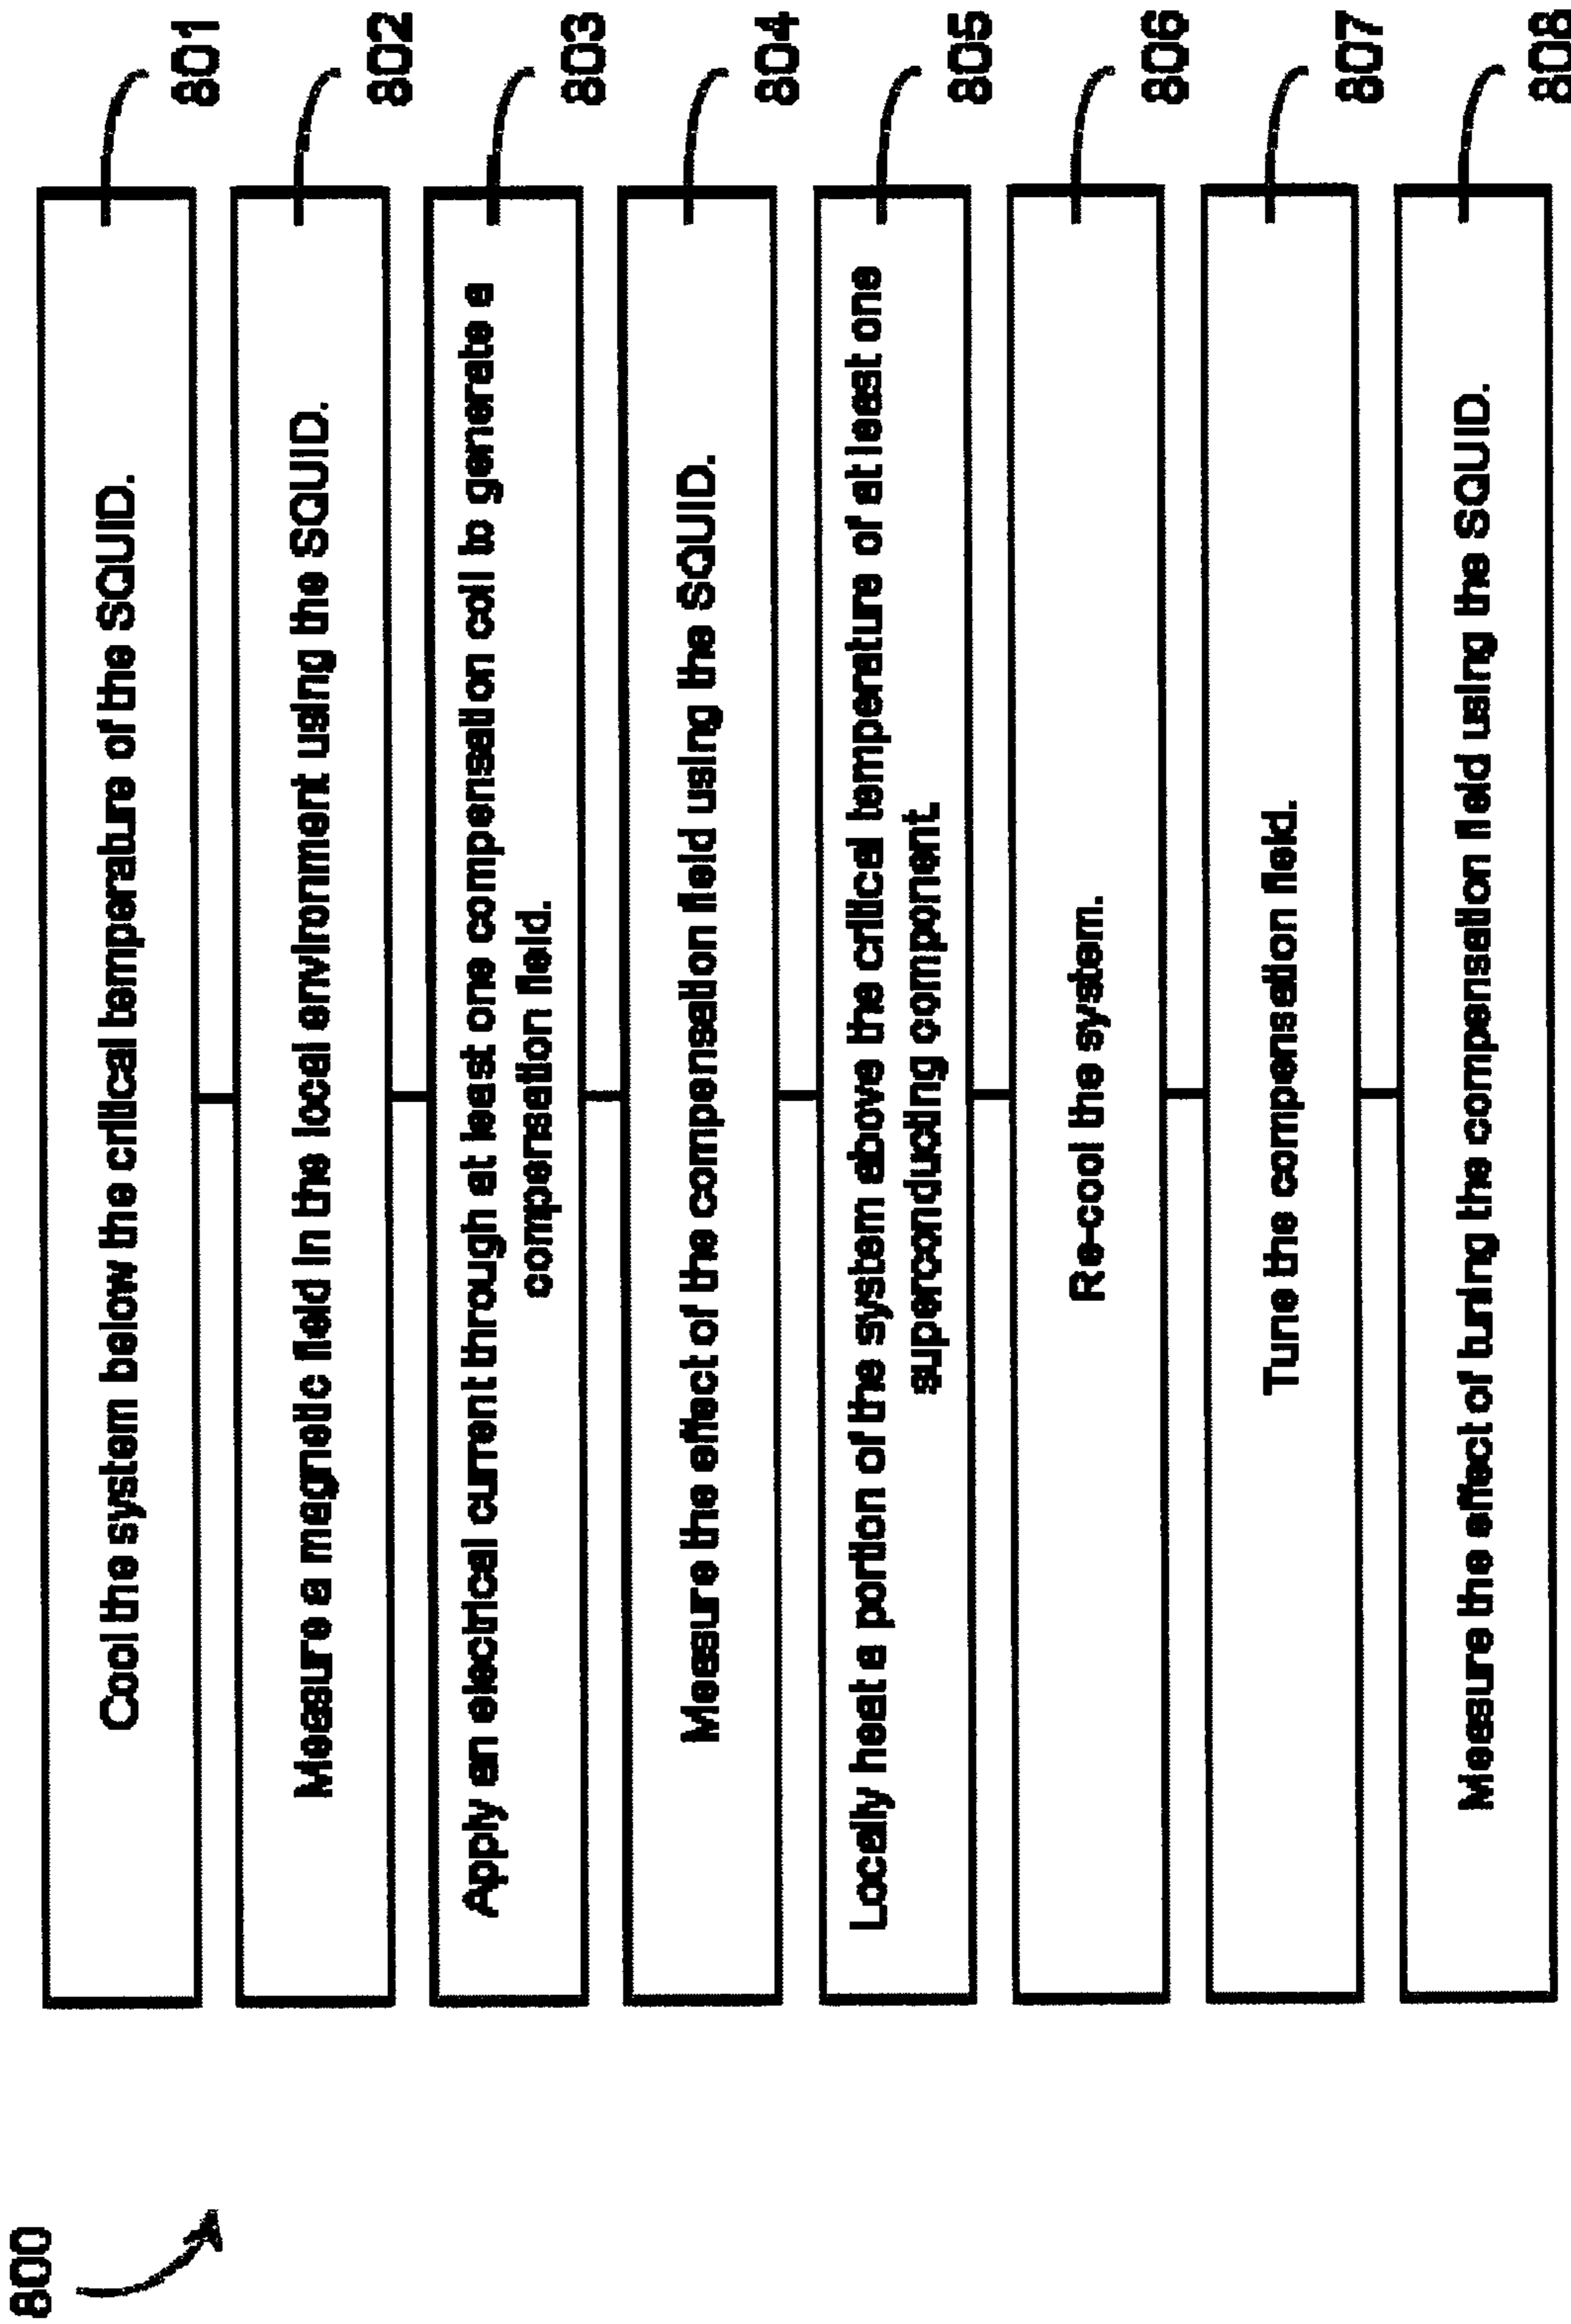 800
Cool the system below the critical temperature of the SQUID.
801
Measure a magnetic field in the local environment using the SQUID.
802
Apply an electrical current through at least one compensation coil to generate a
compensation field.
803
Measure the effect of the compensation field using the SQUID.
804
Locally heat a portion of the system above the critical temperature of at least one
superconducting component.
805
Re-cool the system.
806
Tune the compensation field.
807
Measure the effect of tuning the compensation field using the SQUID.
808